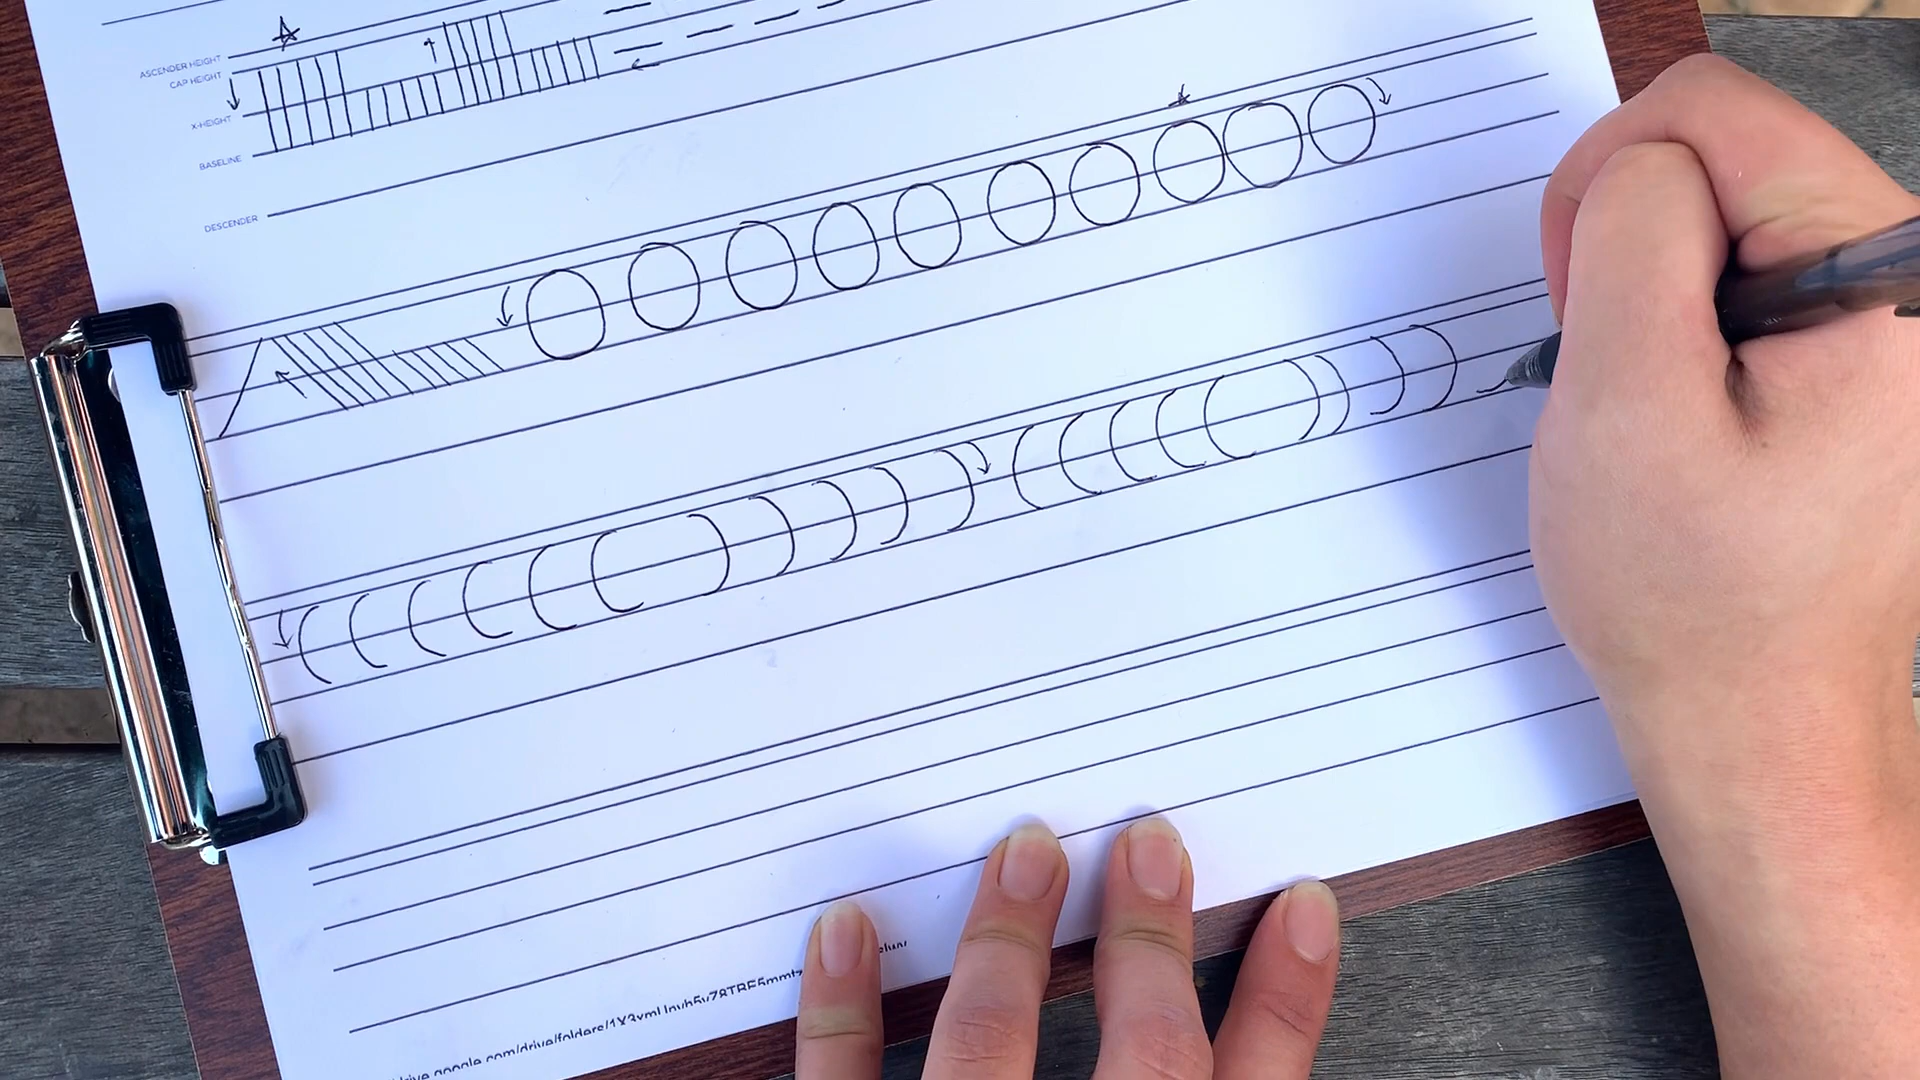 ASCENDER HEIGHT
CAP HEIGHT
X-HEIGHT
BASELINE
DESCENDER